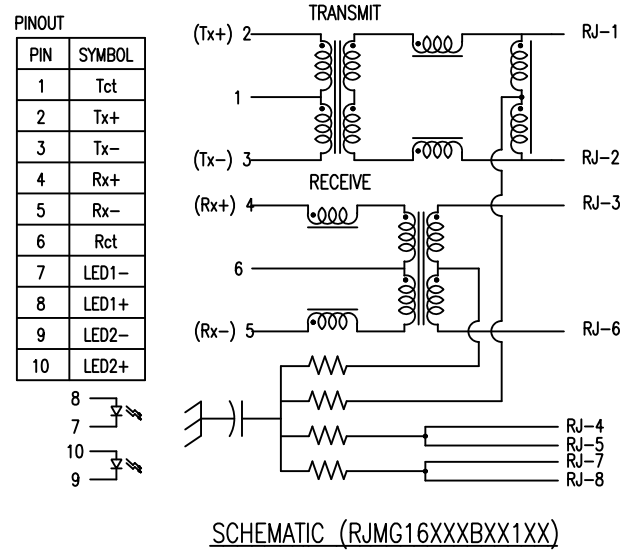 PINOUT
PIN SYMBOL
1 Tct
2 Tx+
3 Tx-
4 Rx+
5 Rx-
6 Rct
7 LED1-
8 LED1+
9 LED2-
10 LED2+
8
7
10
9
TRANSMIT
(Tx+) 2
RJ-1
1
(Tx-) 3
RJ-2
RECEIVE
(Rx+) 4
RJ-3
6
(Rx-) 5
RJ-6
RJ-4
RJ-5
RJ-7
RJ-8
SCHEMATIC (RJMG16XXXBXX1XX)